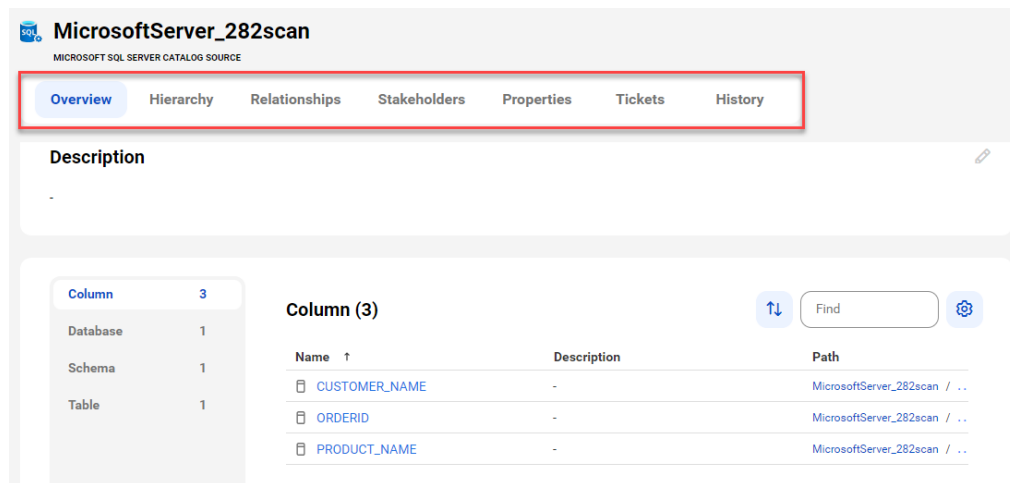 SQL
MicrosoftServer_282scan
MICROSOFT SQL SERVER CATALOG SOURCE
Overview Hierarchy Relationships Stakeholders Properties Tickets History
Description
-
Column 3
Database 1
Schema 1
Table 1
Column (3)
Find
Name ↑ Description Path
CUSTOMER_NAME - MicrosoftServer_282scan / ..
ORDERID - MicrosoftServer_282scan / ..
PRODUCT_NAME - MicrosoftServer_282scan / ..